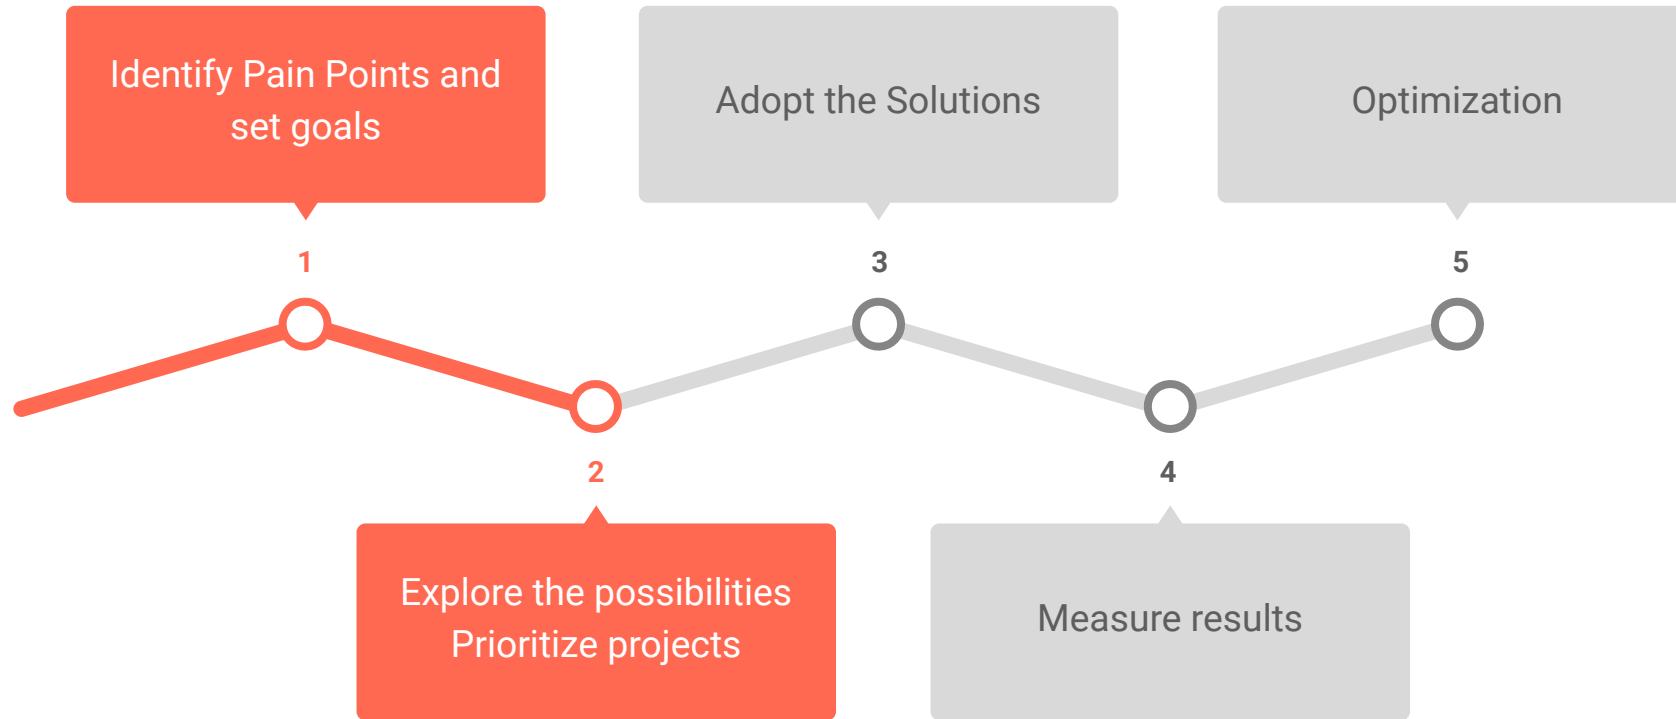 Identify Pain Points and
set goals
1
Explore the possibilities
Prioritize projects
2
Adopt the Solutions
3
Measure results
4
Optimization
5